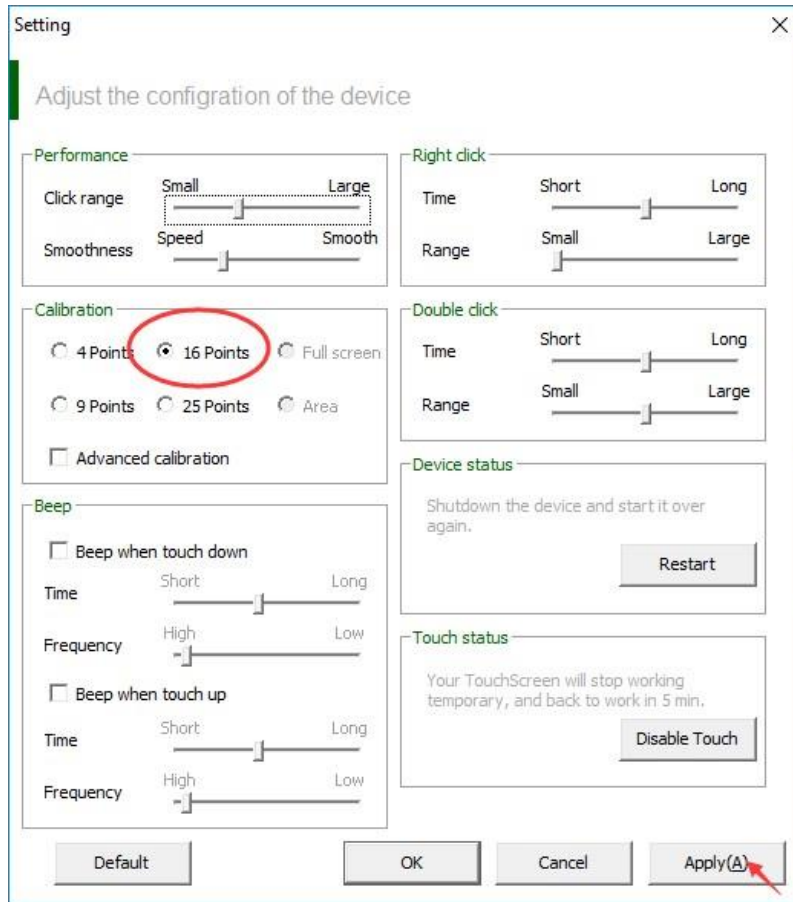 Setting
Adjust the configration of the device
Performance
Click range
Small Large
Smoothness
Speed Smooth
Calibration
4 Points 16 Points Full screen
9 Points 25 Points Area
Advanced calibration
Beep
Beep when touch down
Time
Short Long
Frequency
High Low
Beep when touch up
Time
Short Long
Frequency
High Low
Right click
Time
Short Long
Range
Small Large
Double click
Time
Short Long
Range
Small Large
Device status
Shutdown the device and start it over
again.
Restart
Touch status
Your TouchScreen will stop working
temporary, and back to work in 5 min.
Disable Touch
Default OK Cancel Apply(A)